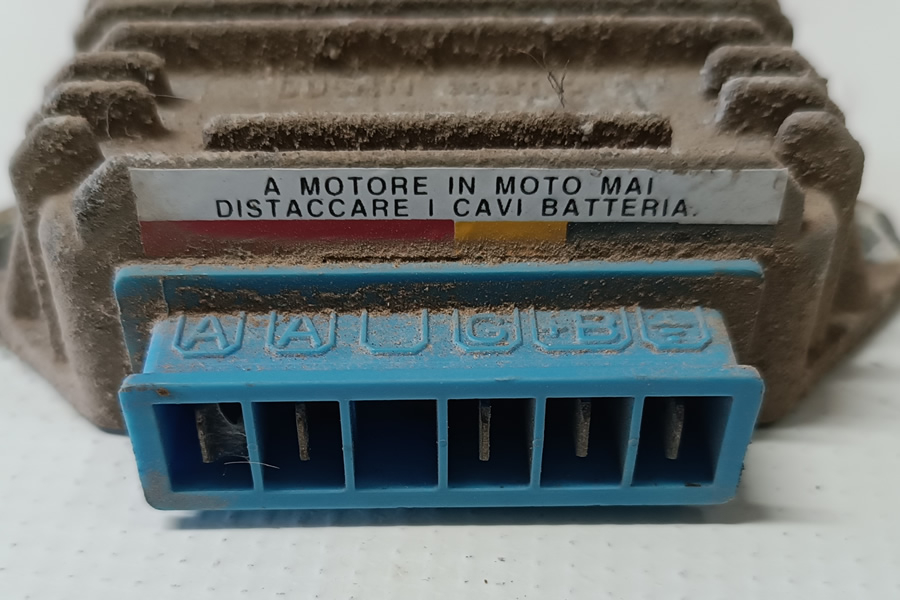 A MOTORE IN MOTO MAI
DISTACCARE I CAVI BATTERIA.
A A G +B